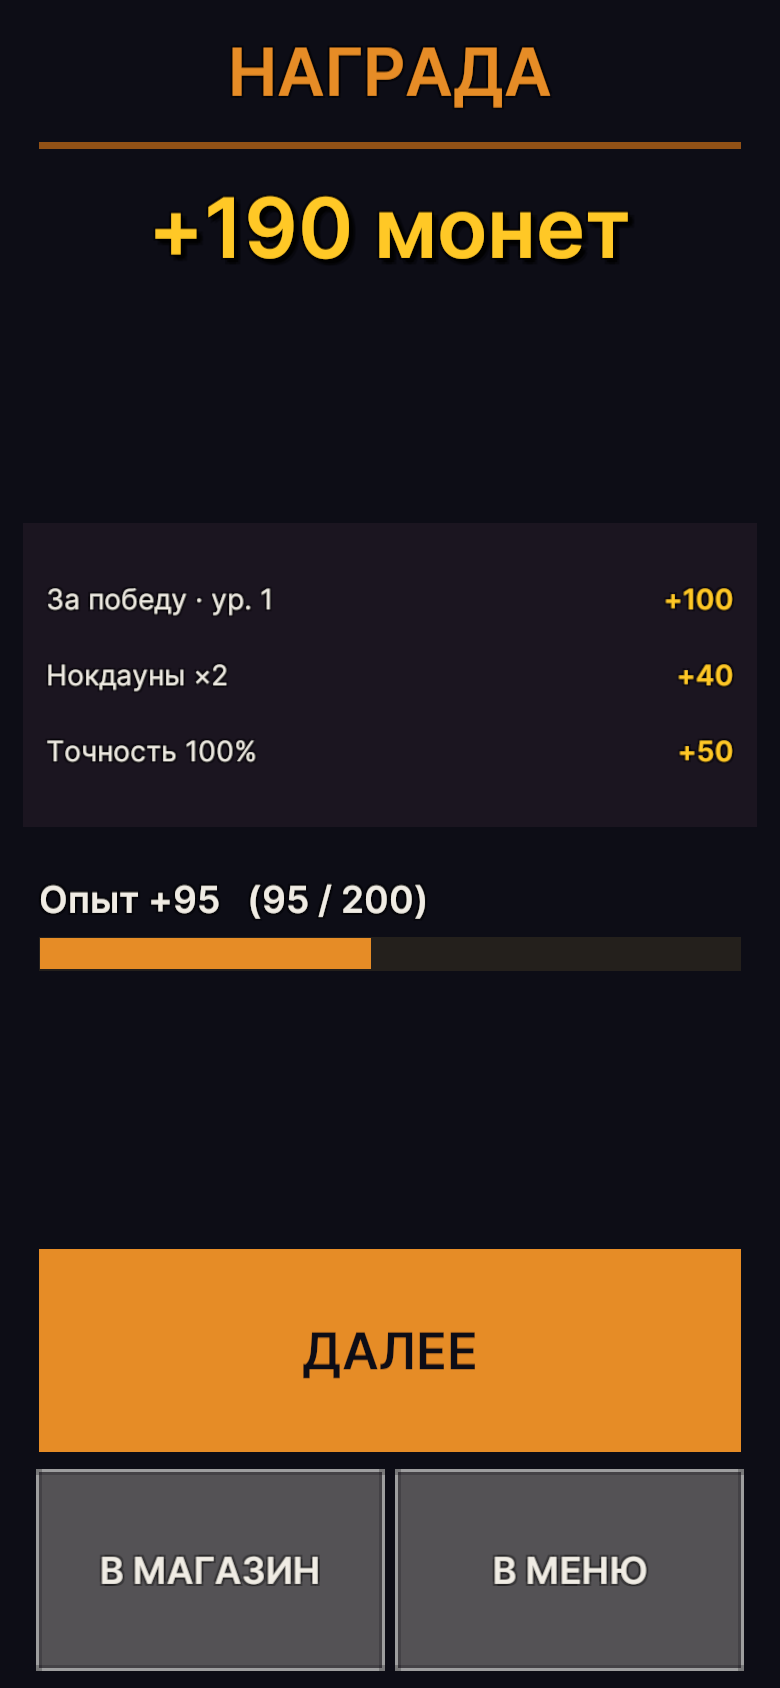 НАГРАДА
+190 монет
За победу · ур. 1 +100
Нокдауны ×2 +40
Точность 100% +50
Опыт +95 (95 / 200)
ДАЛЕЕ
В МАГАЗИН В МЕНЮ